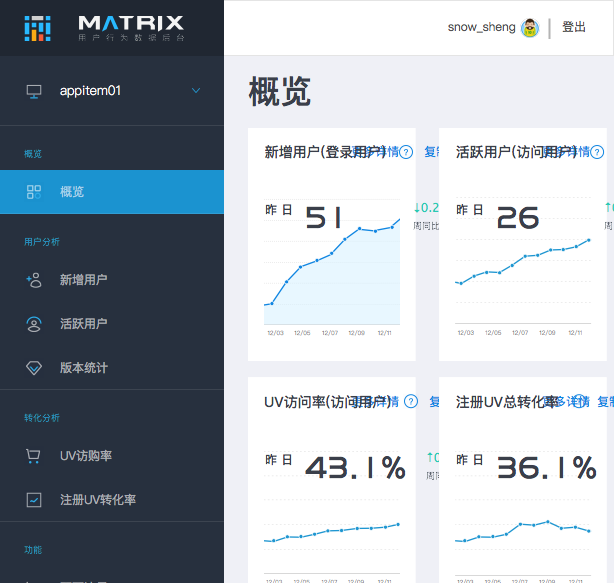 MATRIX
用户行为数据后台
snow_sheng
登出
appitem01
概览
概览
用户分析
新增用户
活跃用户
版本统计
转化分析
UV访购率
注册UV转化率
功能
概览
新增用户(登录用户)
更多详情 ?
昨日 51
↓0.2
周同比
12/03 12/05 12/07 12/09 12/11
活跃用户(访问用户)
更多详情 ?
昨日 26
周
12/03 12/05 12/07 12/09 12/11
UV访问率(访问用户)
更多详情 ?
昨日 43.1%
周同
12/03 12/05 12/07 12/09 12/11
注册UV总转化率
更多详情
昨日 36.1%
12/03 12/05 12/07 12/09 12/11